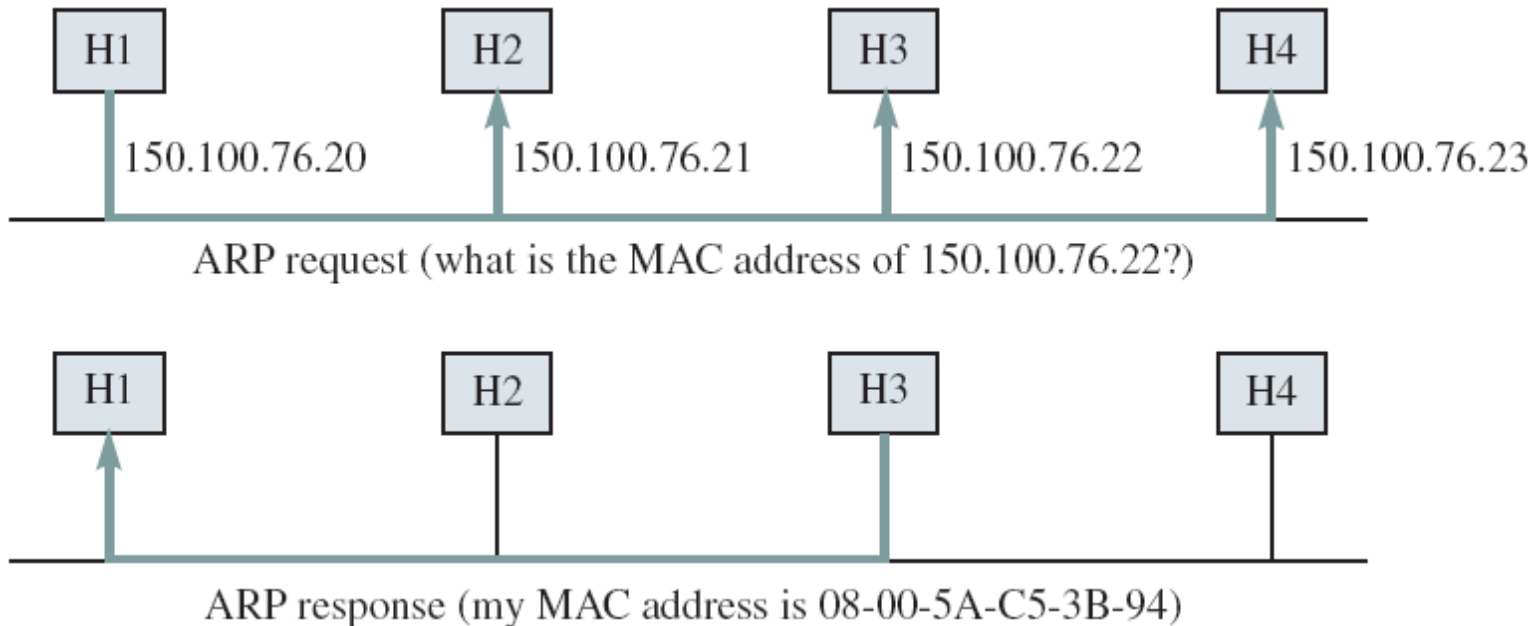 H1 H2 H3 H4
150.100.76.20 150.100.76.21 150.100.76.22 150.100.76.23
ARP request (what is the MAC address of 150.100.76.22?)
H1 H2 H3 H4
ARP response (my MAC address is 08-00-5A-C5-3B-94)